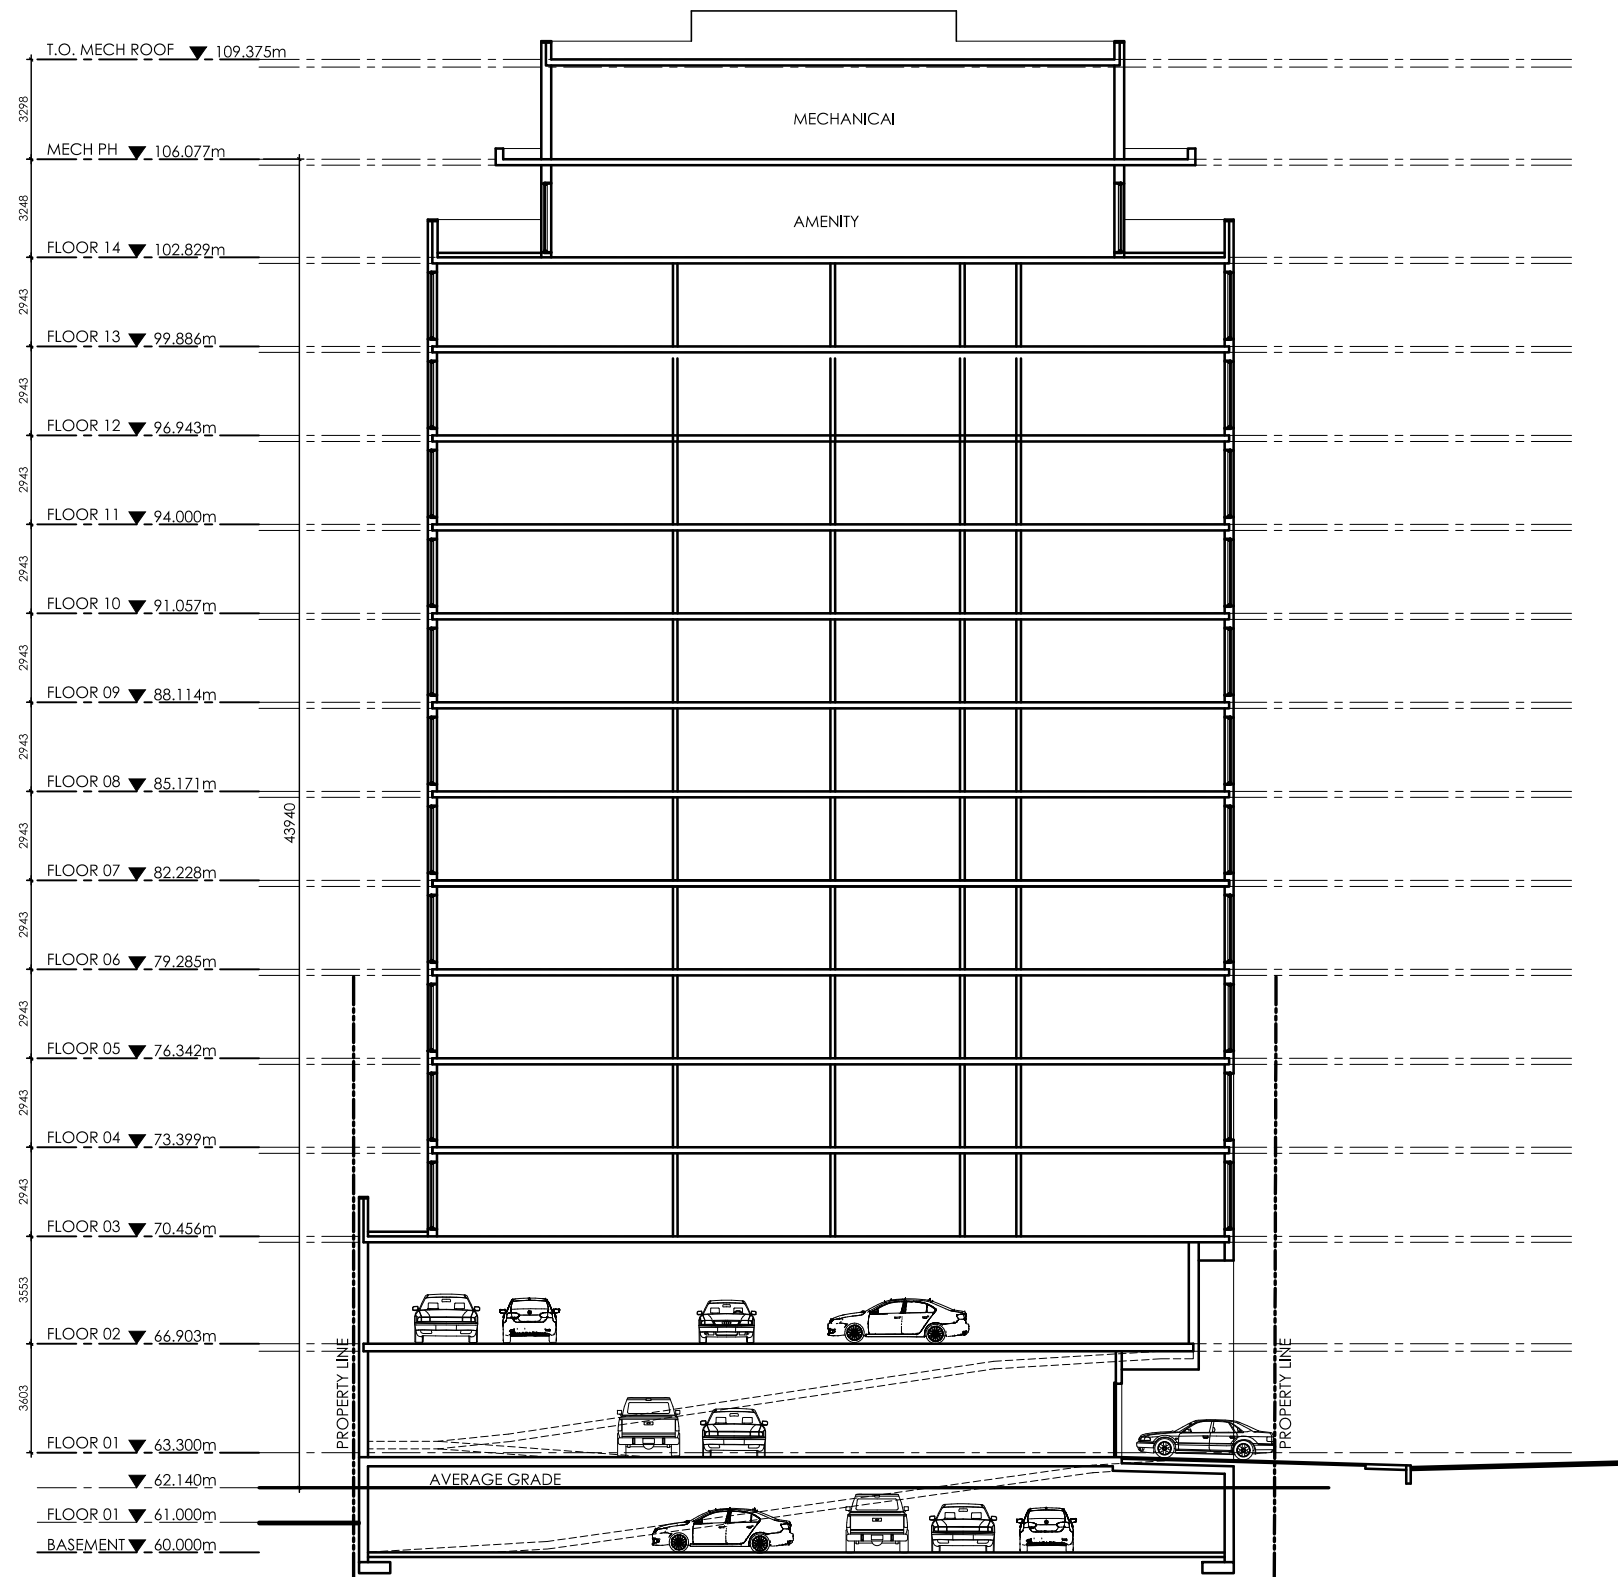 T.O. MECH ROOF 109.375m
3298
MECHANICAL
MECH PH 106.077m
3248
AMENITY
FLOOR 14 102.829m
2943
FLOOR 13 99.886m
2943
FLOOR 12 96.943m
2943
FLOOR 11 94.000m
2943
FLOOR 10 91.057m
2943
FLOOR 09 88.114m
2943
FLOOR 08 85.171m
43940
2943
FLOOR 07 82.228m
2943
FLOOR 06 79.285m
2943
FLOOR 05 76.342m
2943
FLOOR 04 73.399m
2943
FLOOR 03 70.456m
3553
FLOOR 02 66.903m
PROPERTY LINE
PROPERTY LINE
3603
FLOOR 01 63.300m
62.140m
AVERAGE GRADE
FLOOR 01 61.000m
BASEMENT 60.000m